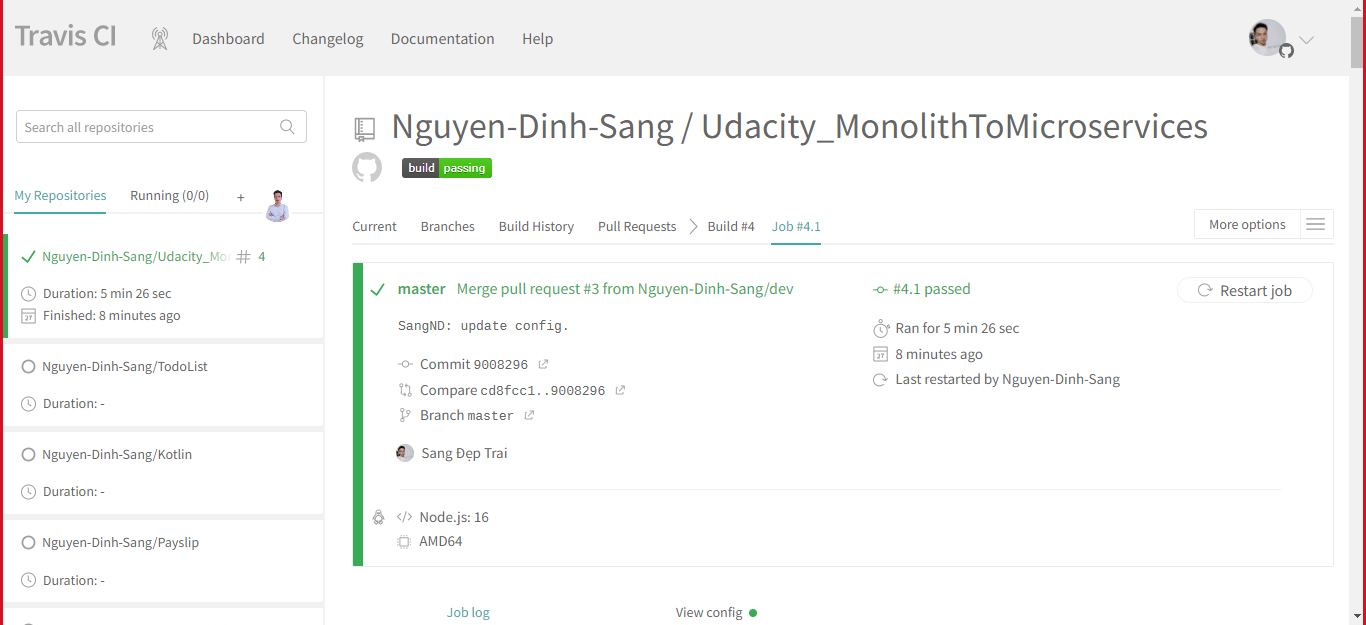 Travis CI
Dashboard
Changelog
Documentation
Help
Search all repositories
My Repositories
Running (0/0)
+
Nguyen-Dinh-Sang/Udacity_Mo
# 4
Duration: 5 min 26 sec
Finished: 8 minutes ago
Nguyen-Dinh-Sang/TodoList
Duration: -
Nguyen-Dinh-Sang/Kotlin
Duration: -
Nguyen-Dinh-Sang/Payslip
Duration: -
Nguyen-Dinh-Sang / Udacity_MonolithToMicroservices
build passing
Current
Branches
Build History
Pull Requests
Build #4
Job #4.1
More options
master Merge pull request #3 from Nguyen-Dinh-Sang/dev
SangND: update config.
Commit 9008296
Compare cd8fcc1..9008296
Branch master
Sang Đẹp Trai
#4.1 passed
Ran for 5 min 26 sec
8 minutes ago
Last restarted by Nguyen-Dinh-Sang
Restart job
Node.js: 16
AMD64
Job log
View config